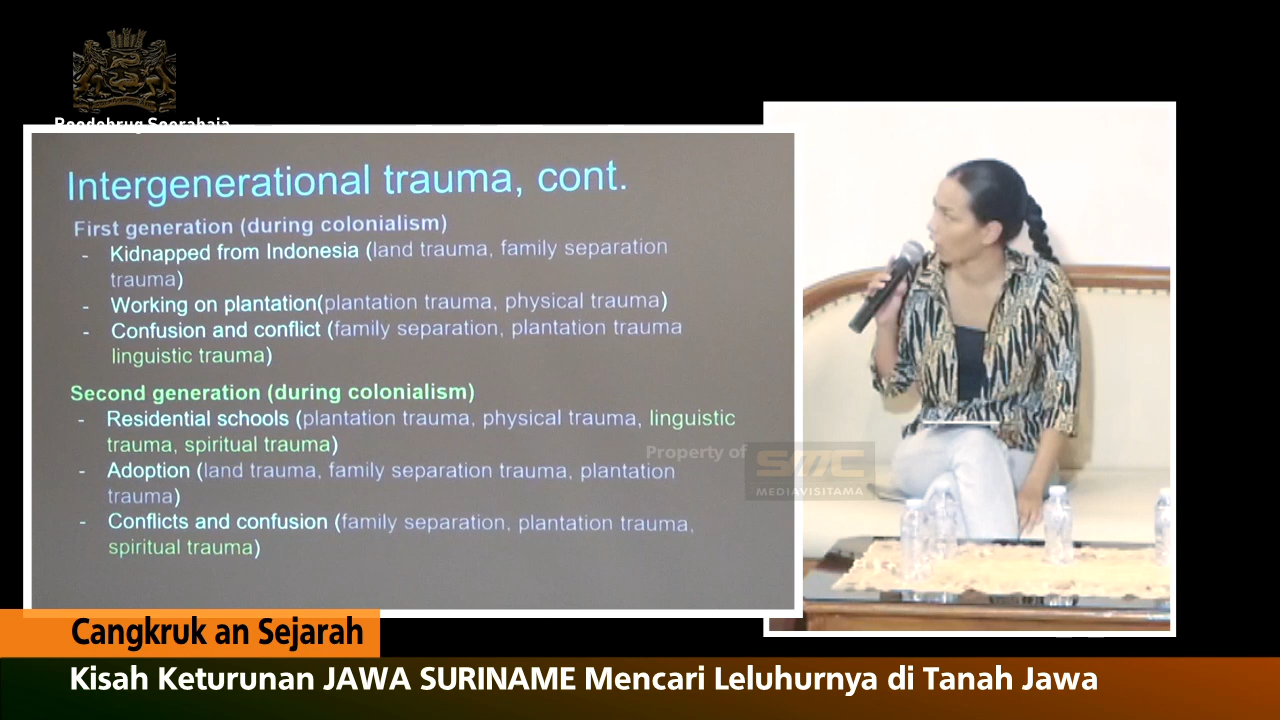 Roodebrug Soerabaia
Intergenerational trauma, cont.
First generation (during colonialism)
- Kidnapped from Indonesia (land trauma, family separation
trauma)
- Working on plantation(plantation trauma, physical trauma)
- Confusion and conflict (family separation, plantation trauma
linguistic trauma)
Second generation (during colonialism)
- Residential schools (plantation trauma, physical trauma, linguistic
trauma, spiritual trauma)
- Adoption (land trauma, family separation trauma, plantation
trauma)
- Conflicts and confusion (family separation, plantation trauma,
spiritual trauma)
Property of
SMC
MEDIAVISITAMA
Cangkruk an Sejarah
Kisah Keturunan JAWA SURINAME Mencari Leluhurnya di Tanah Jawa